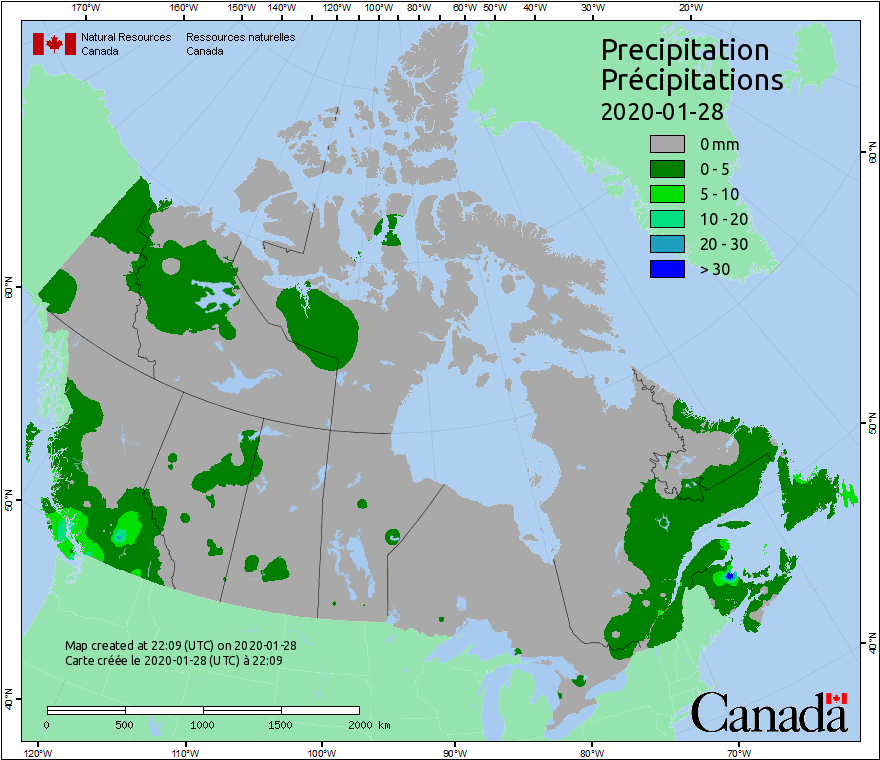 170°W 160°W 150°W 140°W 120°W 100°W 80°W 60°W 50°W 40°W 30°W 20°W
Natural Resources Canada
Ressources naturelles Canada
Precipitation
Précipitations
2020-01-28
0 mm
0 - 5
5 - 10
10 - 20
20 - 30
> 30
60°N
60°N
50°N
50°N
40°N
40°N
Map created at 22:09 (UTC) on 2020-01-28
Carte créée le 2020-01-28 (UTC) à 22:09
0 500 1000 1500 2000 km
Canada
120°W 110°W 100°W 90°W 80°W 70°W